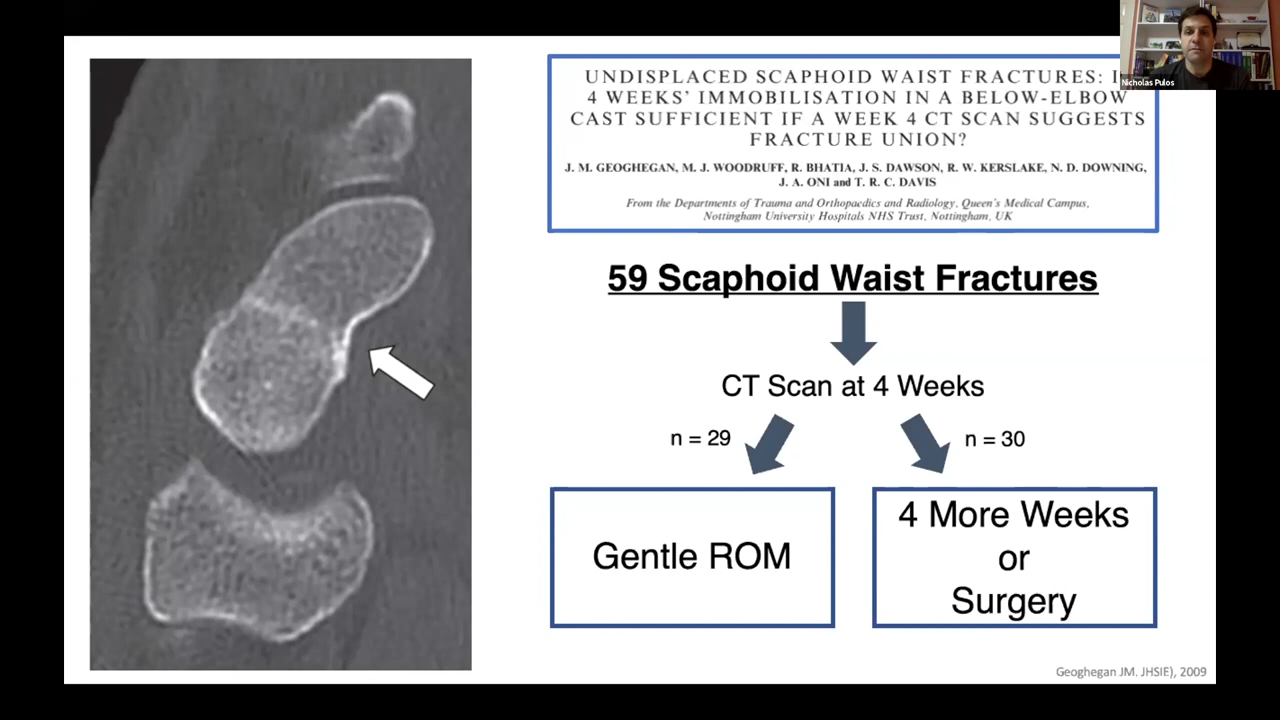 UNDISPLACED SCAPHOID WAIST FRACTURES:
4 WEEKS' IMMOBILISATION IN A BELOW-ELBOW
CAST SUFFICIENT IF A WEEK 4 CT SCAN SUGGESTS
FRACTURE UNION?
J. M. GEOGHEGAN, M. J. WOODRUFF, R. BHATIA, J. S. DAWSON, R. W. KERSLAKE, N. D. DOWNING,
J. A. ONI and T. R. C. DAVIS
From the Departments of Trauma and Orthopaedics and Radiology, Queen's Medical Campus,
Nottingham University Hospitals NHS Trust, Nottingham, UK
Nicholas Pulos
59 Scaphoid Waist Fractures
CT Scan at 4 Weeks
n = 29
n = 30
Gentle ROM
4 More Weeks
or
Surgery
Geoghegan JM. JHSIE), 2009